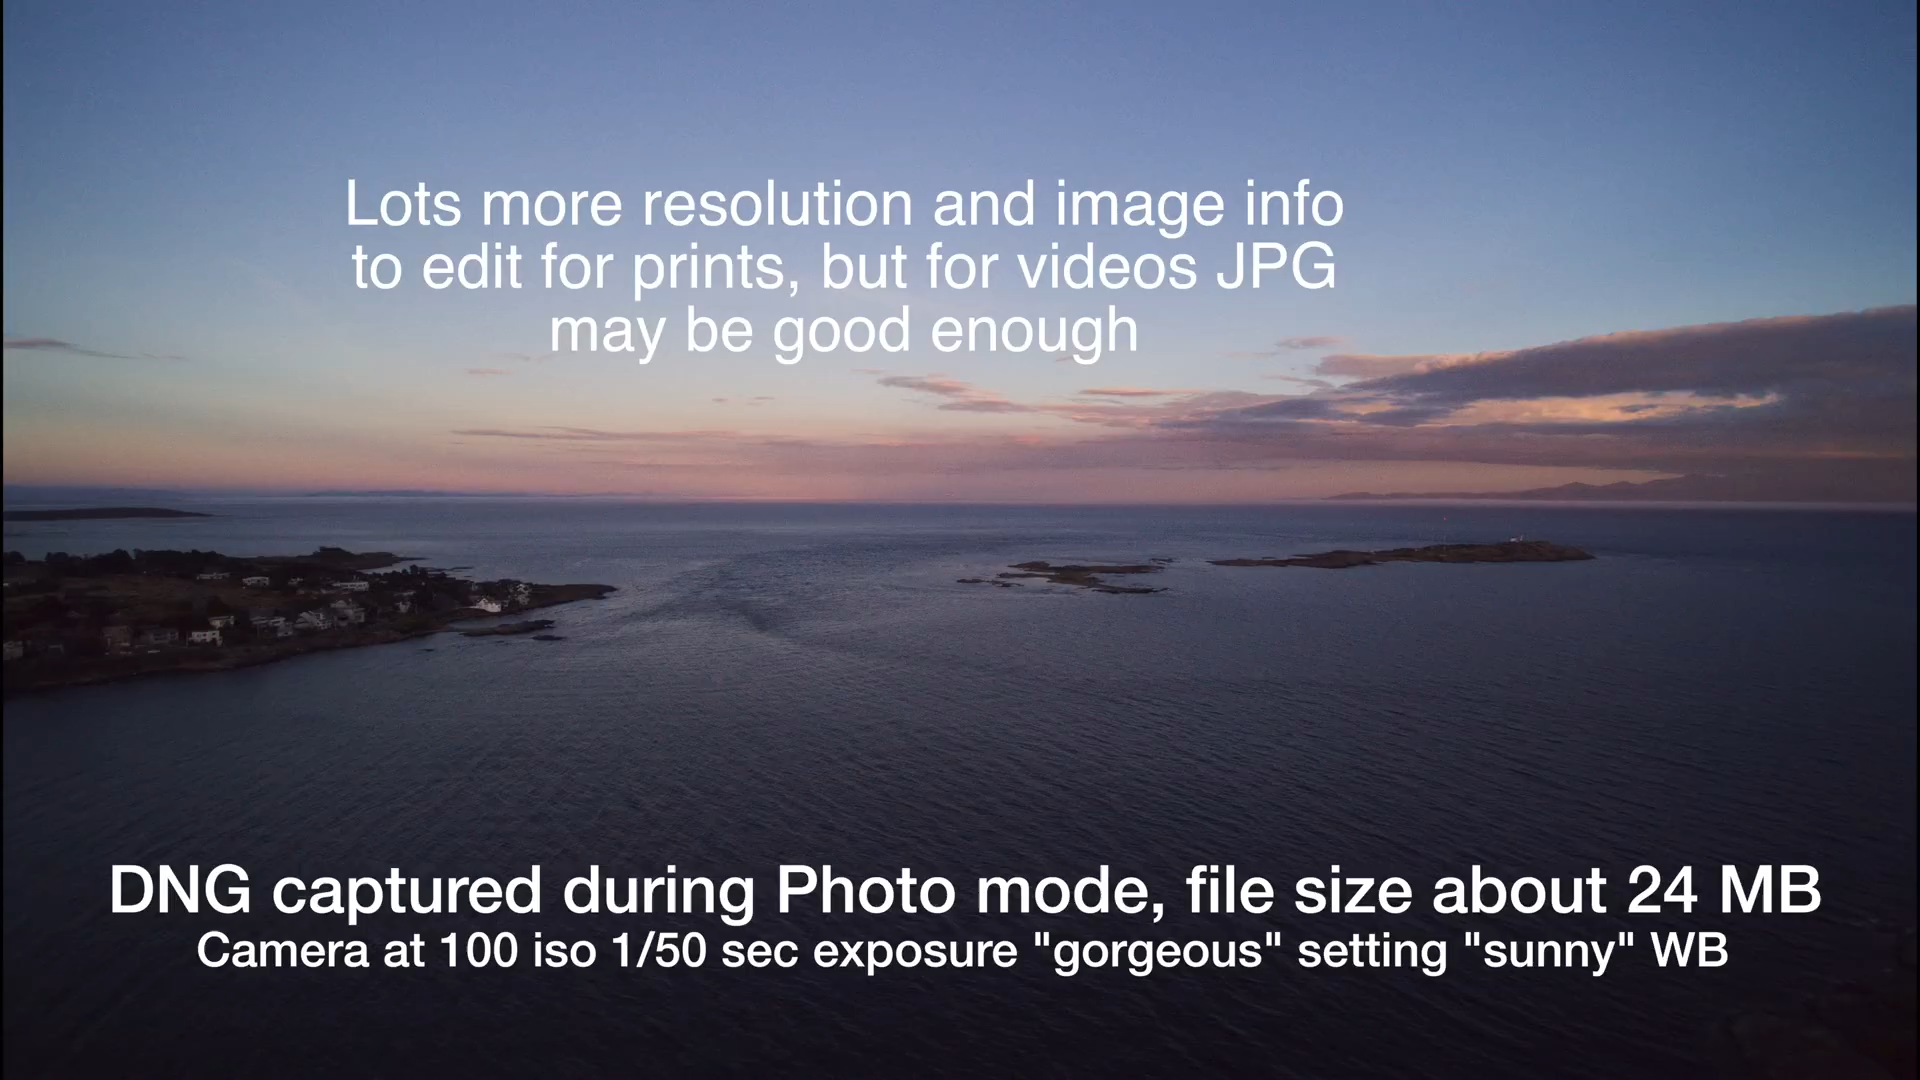 Lots more resolution and image info
to edit for prints, but for videos JPG
may be good enough
DNG captured during Photo mode, file size about 24 MB
Camera at 100 iso 1/50 sec exposure "gorgeous" setting "sunny" WB